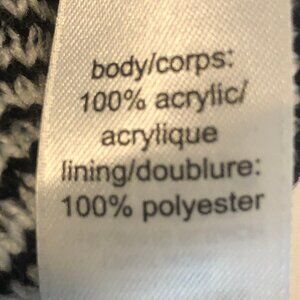 body/corps:
100% acrylic/
acrylique
lining/doublure:
100% polyester